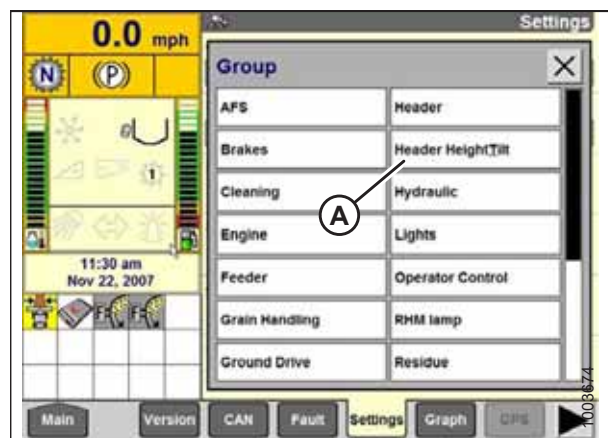 0.0 mph
Settings
N
(P)
Group
X
AFS
Header
Brakes
Header Height/Tilt
Cleaning
Hydraulic
A
Engine
Lights
Feeder
Operator Control
Grain Handling
RHM lamp
Ground Drive
Residue
1
11:30 am
Nov 22, 2007
F
F
Main
Version
CAN
Fault
Settings
Graph
GPS
1003674